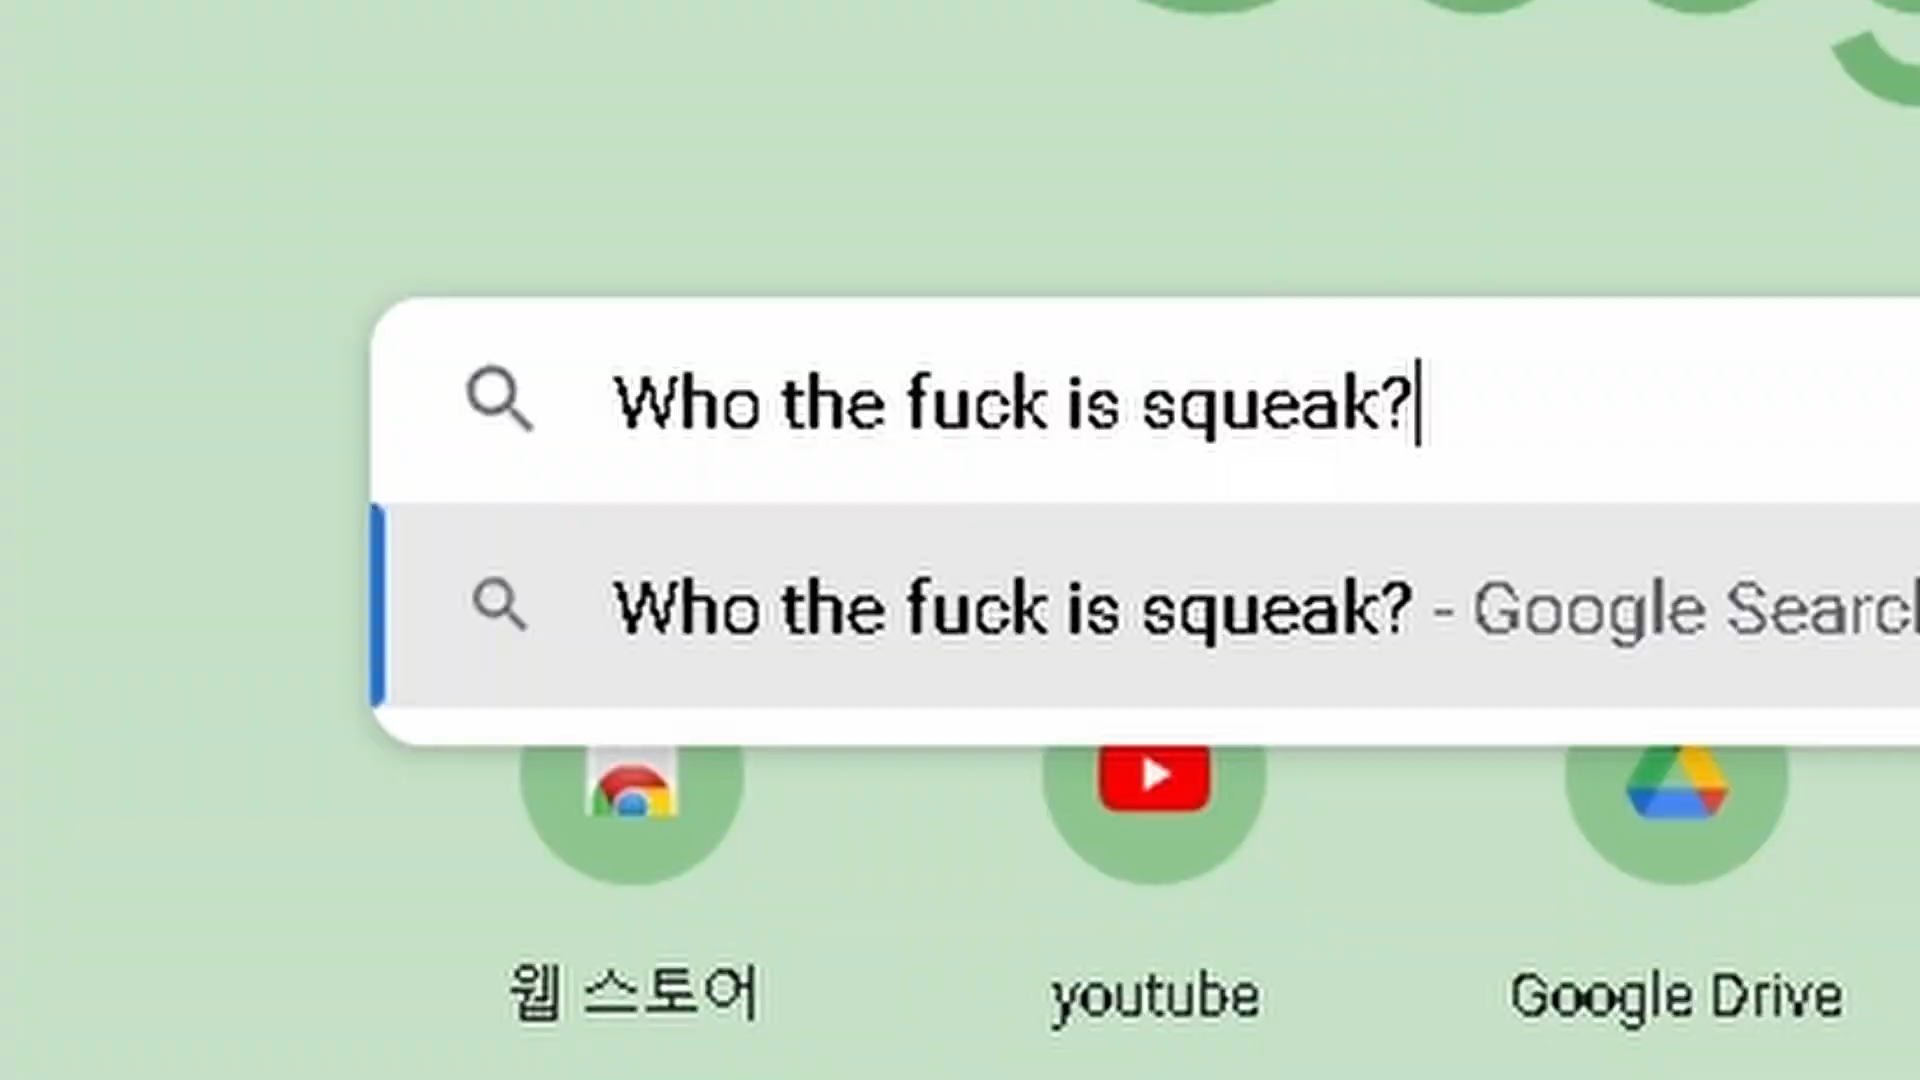 Who the fuck is squeak?
Who the fuck is squeak? - Google Search
웹 스토어
youtube
Google Drive